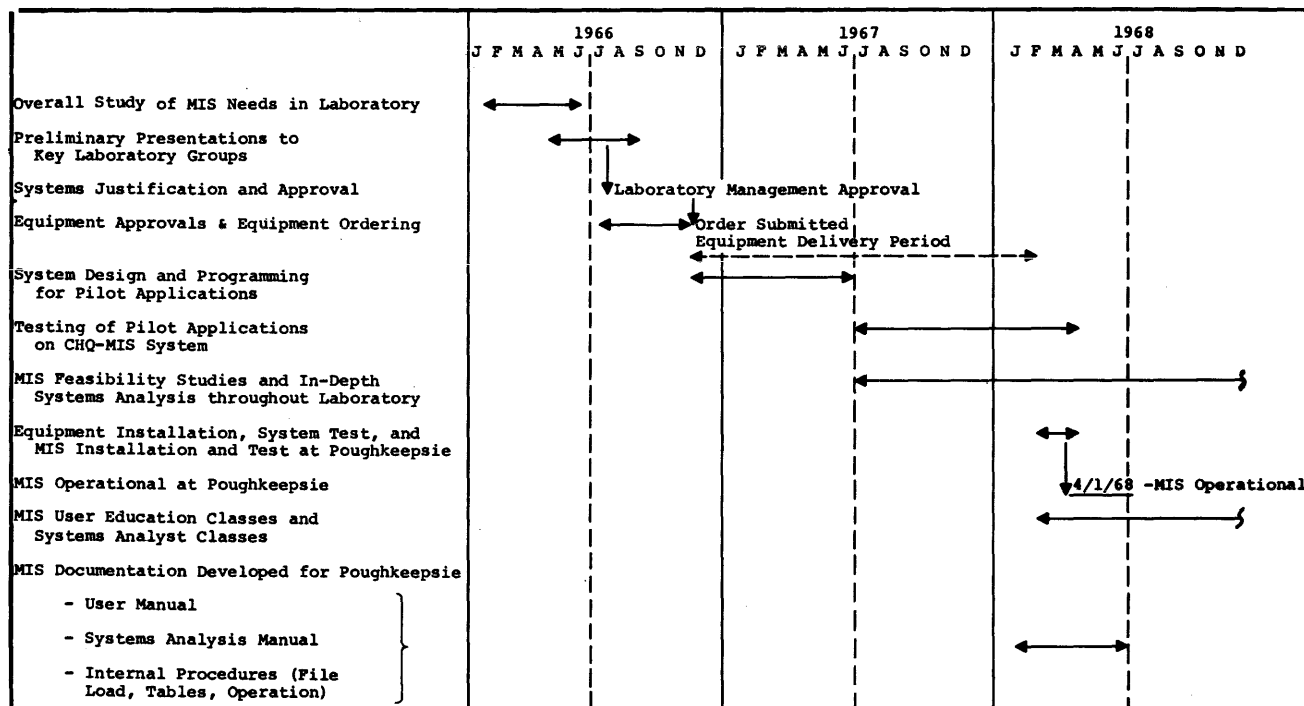 1966 1967 1968
J F M A M J J A S O N D J F M A M J J A S O N D J F M A M J J A S O N D
Overall Study of MIS Needs in Laboratory
Preliminary Presentations to
Key Laboratory Groups
Systems Justification and Approval
Laboratory Management Approval
Equipment Approvals & Equipment Ordering
Order Submitted
Equipment Delivery Period
System Design and Programming
for Pilot Applications
Testing of Pilot Applications
on CHQ-MIS System
MIS Feasibility Studies and In-Depth
Systems Analysis throughout Laboratory
Equipment Installation, System Test, and
MIS Installation and Test at Poughkeepsie
MIS Operational at Poughkeepsie
4/1/68 -MIS Operational
MIS User Education Classes and
Systems Analyst Classes
MIS Documentation Developed for Poughkeepsie
- User Manual
- Systems Analysis Manual
- Internal Procedures (File
Load, Tables, Operation)